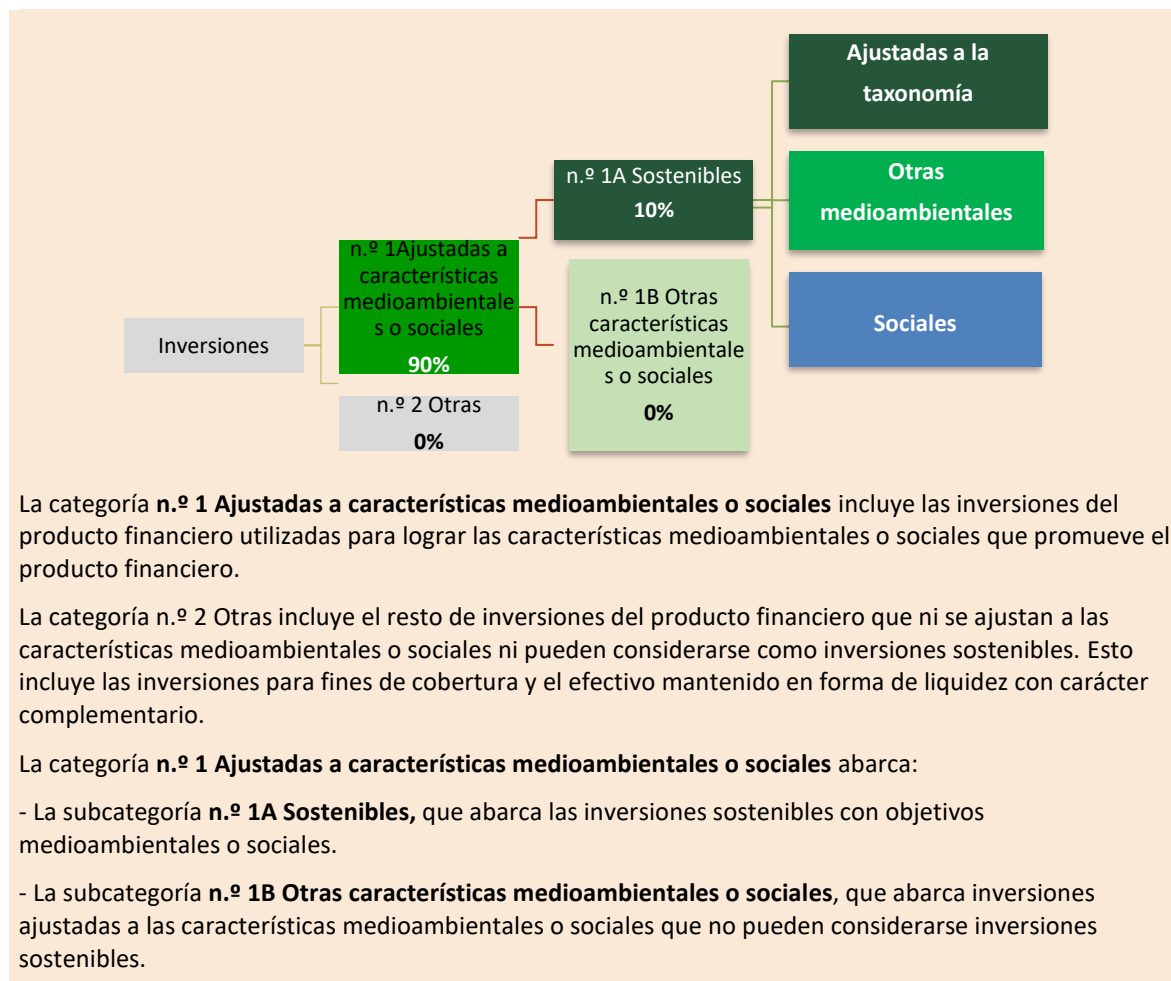 Ajustadas a la
taxonomía
n.º 1A Sostenibles
10%
Otras
medioambientales
n.º 1Ajustadas a
características
medioambientale
s o sociales
90%
n.º 1B Otras
características
medioambientale
s o sociales
0%
Sociales
Inversiones
n.º 2 Otras
0%
La categoría n.º 1 Ajustadas a características medioambientales o sociales incluye las inversiones del
producto financiero utilizadas para lograr las características medioambientales o sociales que promueve el
producto financiero.
La categoría n.º 2 Otras incluye el resto de inversiones del producto financiero que ni se ajustan a las
características medioambientales o sociales ni pueden considerarse como inversiones sostenibles. Esto
incluye las inversiones para fines de cobertura y el efectivo mantenido en forma de liquidez con carácter
complementario.
La categoría n.º 1 Ajustadas a características medioambientales o sociales abarca:
- La subcategoría n.º 1A Sostenibles, que abarca las inversiones sostenibles con objetivos
medioambientales o sociales.
- La subcategoría n.º 1B Otras características medioambientales o sociales, que abarca inversiones
ajustadas a las características medioambientales o sociales que no pueden considerarse inversiones
sostenibles.